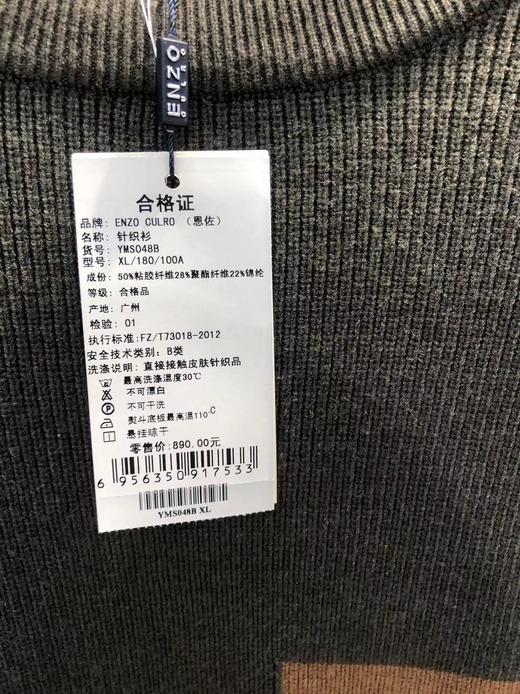 ENZO
CULRO
合格证
品牌: ENZO CULRO (恩佐)
名称: 针织衫
货号: YMS048B
型号: XL/180/100A
成份: 50%粘胶纤维28%聚酯纤维22%锦纶
等级: 合格品
产地: 广州
检验: 01
执行标准:FZ/T73018-2012
安全技术类别: B类
洗涤说明: 直接接触皮肤针织品
最高洗涤温度30℃
不可漂白
不可干洗
熨斗底板最高温110℃
悬挂晾干
零售价:890.00元
6 956350 917533
YMS048B XL